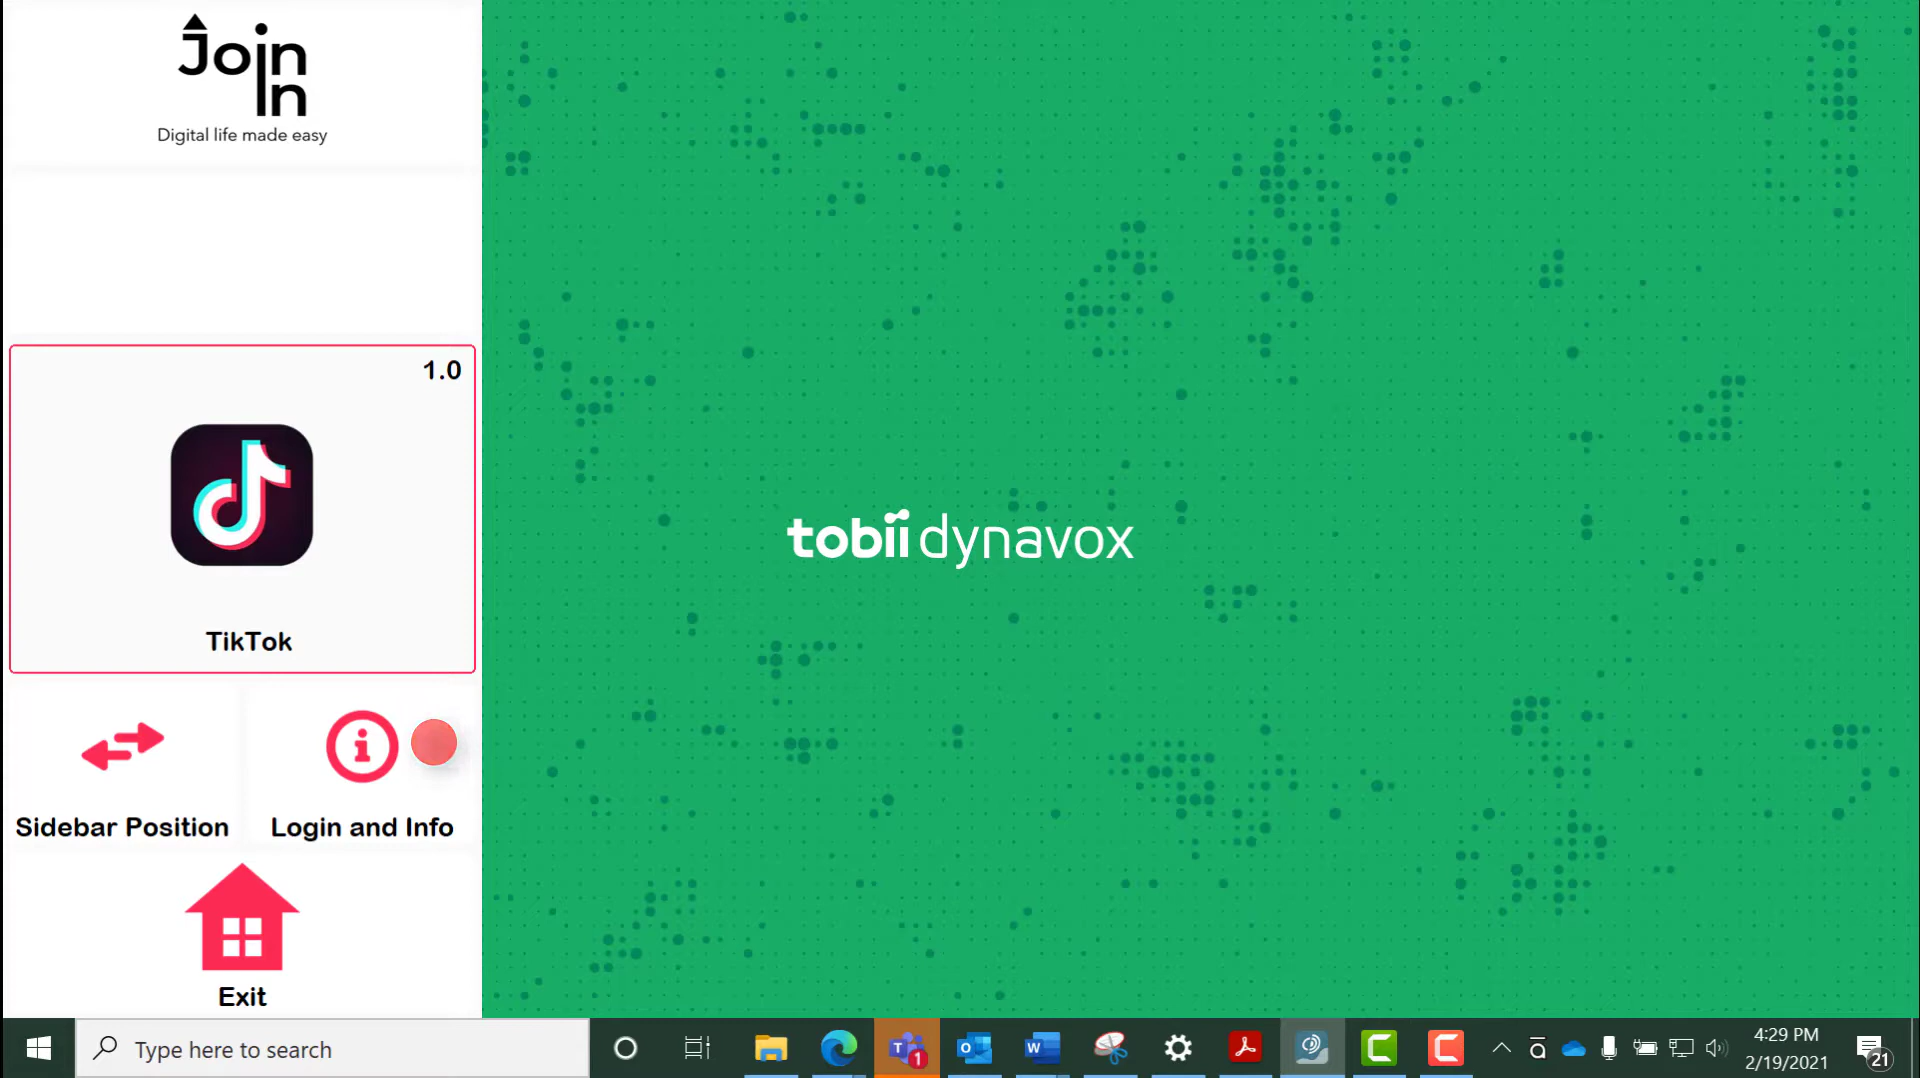 Join
In
Digital life made easy
1.0
TikTok
Sidebar Position
Login and Info
Exit
tobii dynavox
Type here to search
T
1
O
W
C
C
a
4:29 PM
2/19/2021
21